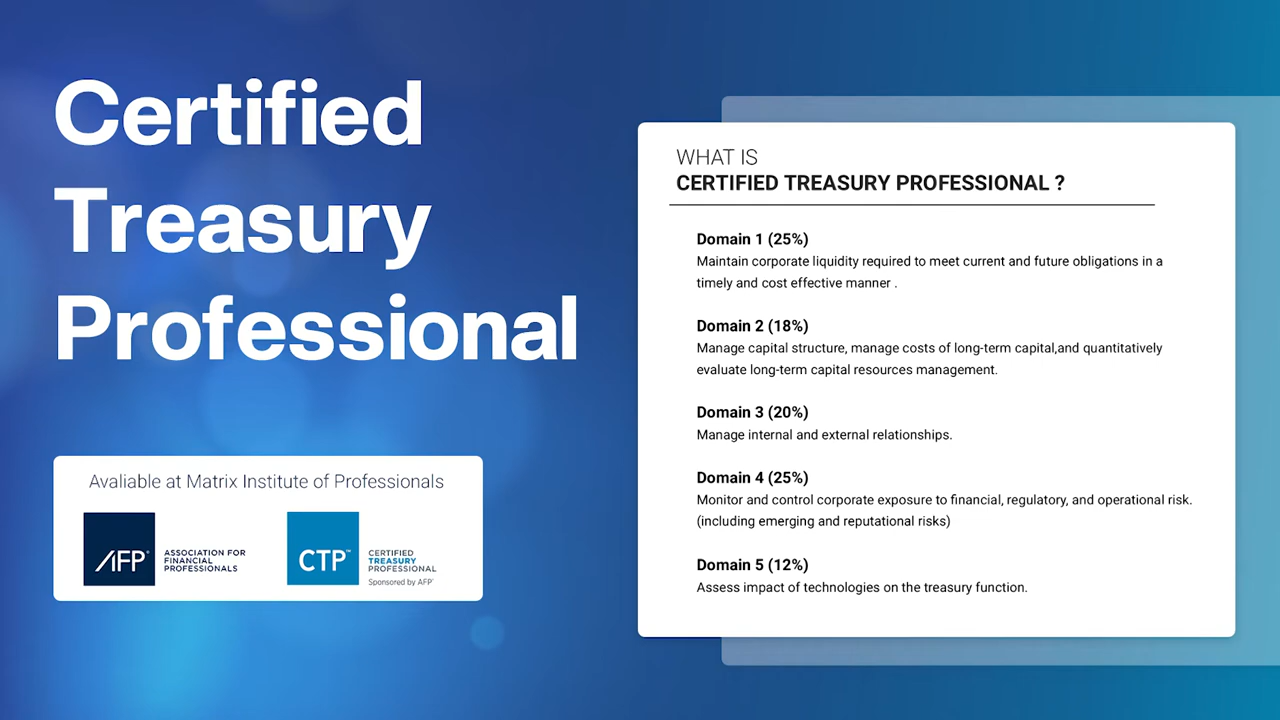 Certified
Treasury
Professional
Avaliable at Matrix Institute of Professionals
AFP®
ASSOCIATION FOR
FINANCIAL
PROFESSIONALS
CTP™
CERTIFIED
TREASURY
PROFESSIONAL
Sponsored by AFP®
WHAT IS
CERTIFIED TREASURY PROFESSIONAL ?
Domain 1 (25%)
Maintain corporate liquidity required to meet current and future obligations in a
timely and cost effective manner .
Domain 2 (18%)
Manage capital structure, manage costs of long-term capital,and quantitatively
evaluate long-term capital resources management.
Domain 3 (20%)
Manage internal and external relationships.
Domain 4 (25%)
Monitor and control corporate exposure to financial, regulatory, and operational risk.
(including emerging and reputational risks)
Domain 5 (12%)
Assess impact of technologies on the treasury function.